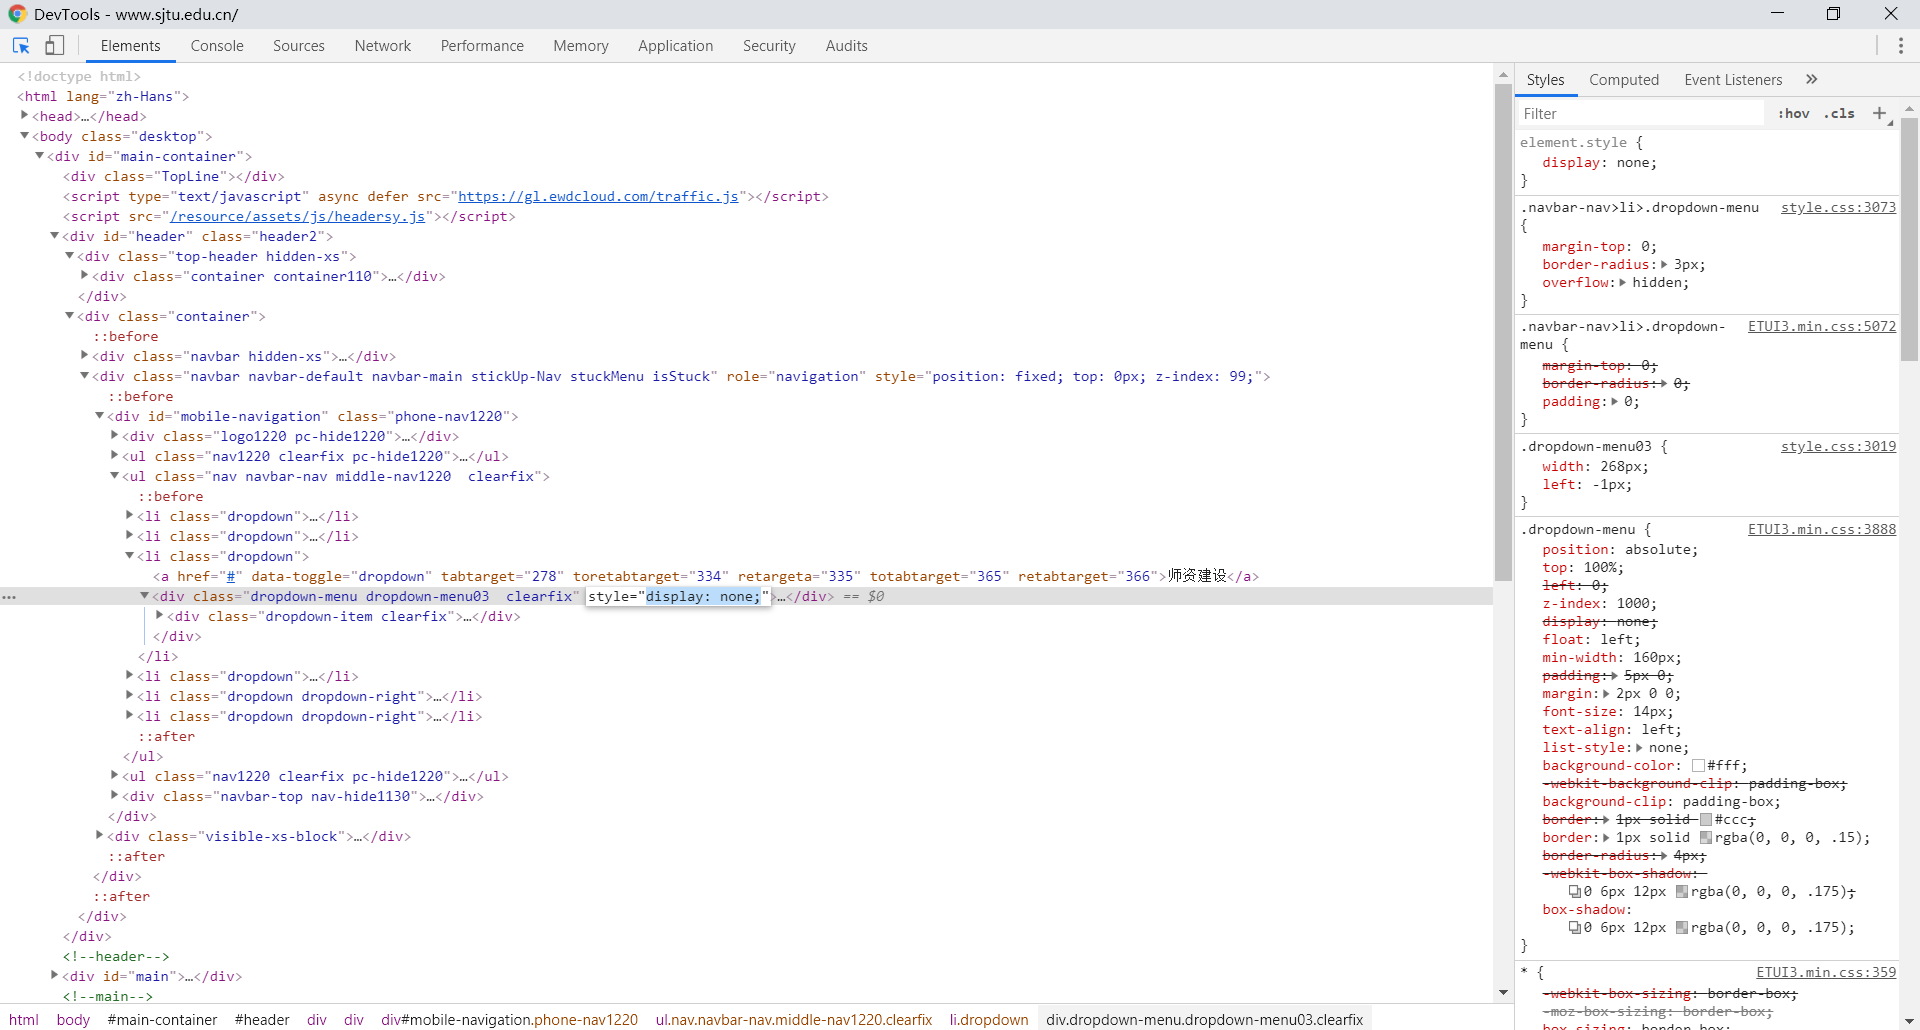 DevTools - www.sjtu.edu.cn/
Elements Console Sources Network Performance Memory Application Security Audits
<!doctype html>
<html lang="zh-Hans">
<head>…</head>
<body class="desktop">
<div id="main-container">
<div class="TopLine"></div>
<script type="text/javascript" async defer src="https://gl.ewdcloud.com/traffic.js"></script>
<script src="/resource/assets/js/headersy.js"></script>
<div id="header" class="header2">
<div class="top-header hidden-xs">
<div class="container container110">…</div>
</div>
<div class="container">
::before
<div class="navbar hidden-xs">…</div>
<div class="navbar navbar-default navbar-main stickUp-Nav stuckMenu isStuck" role="navigation" style="position: fixed; top: 0px; z-index: 99;">
::before
<div id="mobile-navigation" class="phone-nav1220">
<div class="logo1220 pc-hide1220">…</div>
<ul class="nav1220 clearfix pc-hide1220">…</ul>
<ul class="nav navbar-nav middle-nav1220  clearfix">
::before
<li class="dropdown">…</li>
<li class="dropdown">…</li>
<li class="dropdown">
<a href="#" data-toggle="dropdown" tabtarget="278" toretabtarget="334" retargeta="335" totabtarget="365" retabtarget="366">师资建设</a>
… <div class="dropdown-menu dropdown-menu03  clearfix" style="display: none;">…</div> == $0
<div class="dropdown-item clearfix">…</div>
</div>
</li>
<li class="dropdown">…</li>
<li class="dropdown dropdown-right">…</li>
<li class="dropdown dropdown-right">…</li>
::after
</ul>
<ul class="nav1220 clearfix pc-hide1220">…</ul>
<div class="navbar-top nav-hide1130">…</div>
</div>
<div class="visible-xs-block">…</div>
::after
</div>
::after
</div>
</div>
<!--header-->
<div id="main">…</div>
<!--main-->
html body #main-container #header div div div#mobile-navigation.phone-nav1220 ul.nav.navbar-nav.middle-nav1220.clearfix li.dropdown div.dropdown-menu.dropdown-menu03.clearfix
Styles Computed Event Listeners »
Filter :hov .cls +
element.style {
display: none;
}
.navbar-nav>li>.dropdown-menu style.css:3073
{
margin-top: 0;
border-radius: 3px;
overflow: hidden;
}
.navbar-nav>li>.dropdown- ETUI3.min.css:5072
menu {
margin-top: 0;
border-radius: 0;
padding: 0;
}
.dropdown-menu03 { style.css:3019
width: 268px;
left: -1px;
}
.dropdown-menu { ETUI3.min.css:3888
position: absolute;
top: 100%;
left: 0;
z-index: 1000;
display: none;
float: left;
min-width: 160px;
padding: 5px 0;
margin: 2px 0 0;
font-size: 14px;
text-align: left;
list-style: none;
background-color: #fff;
-webkit-background-clip: padding-box;
background-clip: padding-box;
border: 1px solid #ccc;
border: 1px solid rgba(0, 0, 0, .15);
border-radius: 4px;
-webkit-box-shadow:
0 6px 12px rgba(0, 0, 0, .175);
box-shadow:
0 6px 12px rgba(0, 0, 0, .175);
}
* { ETUI3.min.css:359
-webkit-box-sizing: border-box;
-moz-box-sizing: border-box;
box-sizing: border-box;